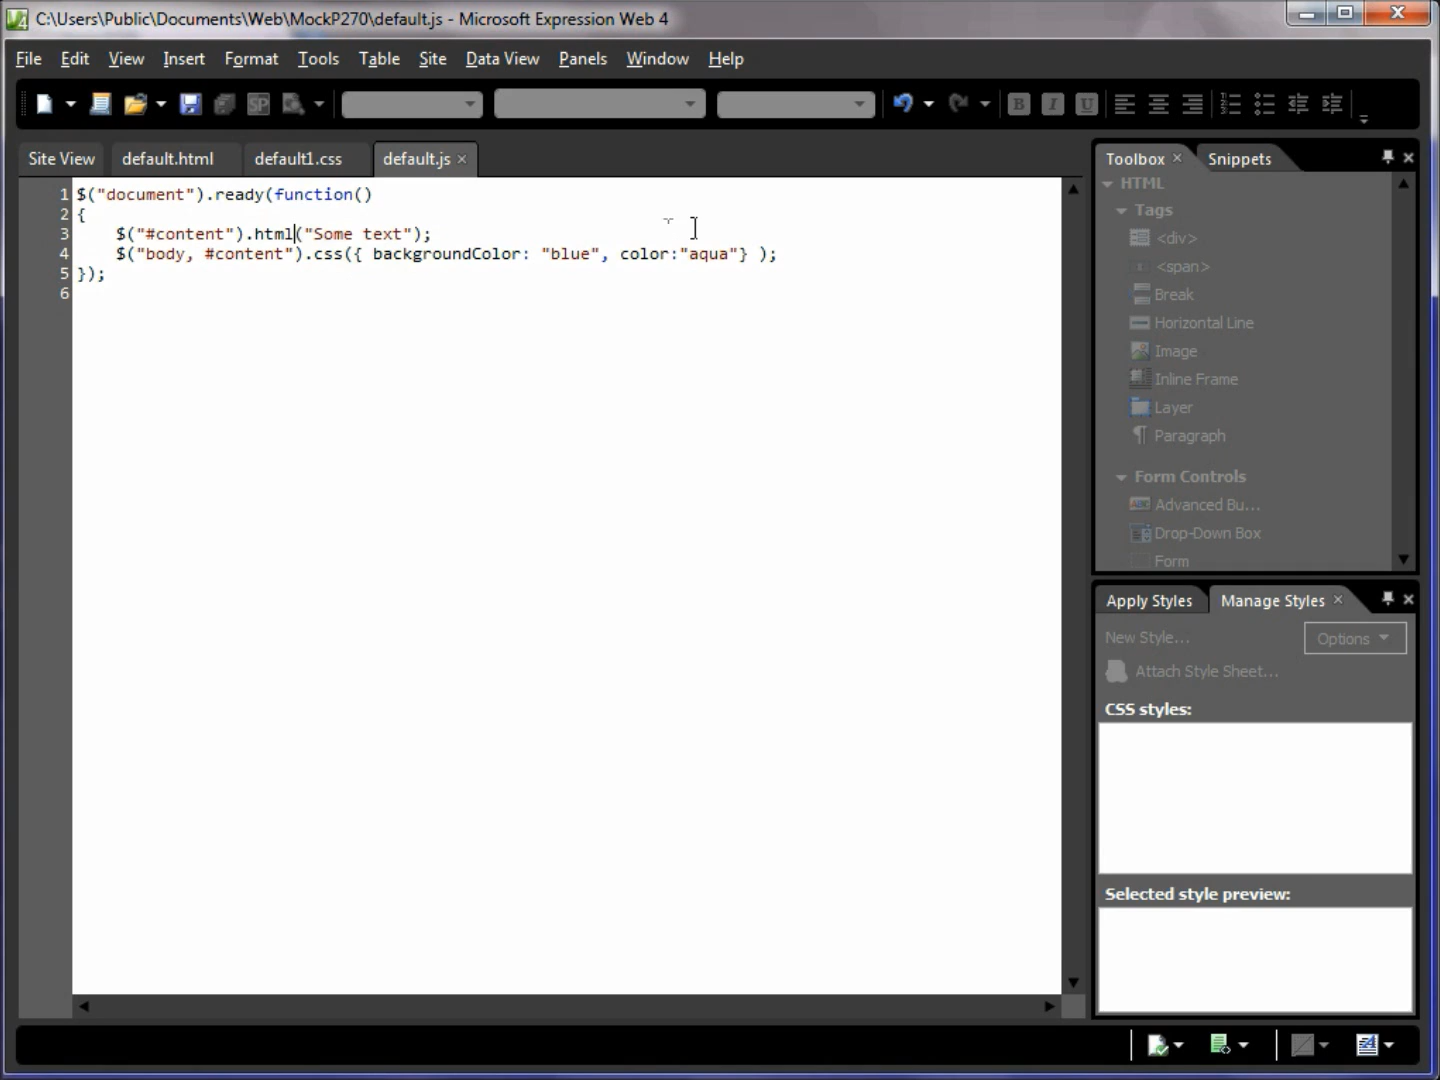 C:\Users\Public\Documents\Web\MockP270\default.js - Microsoft Expression Web 4
File Edit View Insert Format Tools Table Site Data View Panels Window Help
SP B I U
Site View default.html default1.css default.js
1 $("document").ready(function()
2 {
3 $("#content").html("Some text");
4 $("body, #content").css({ backgroundColor: "blue", color:"aqua"} );
5 });
6
Toolbox Snippets
HTML
Tags
<div>
<span>
Break
Horizontal Line
Image
Inline Frame
Layer
Paragraph
Form Controls
Advanced Bu...
Drop-Down Box
Form
Apply Styles Manage Styles
New Style... Options
Attach Style Sheet...
CSS styles:
Selected style preview: